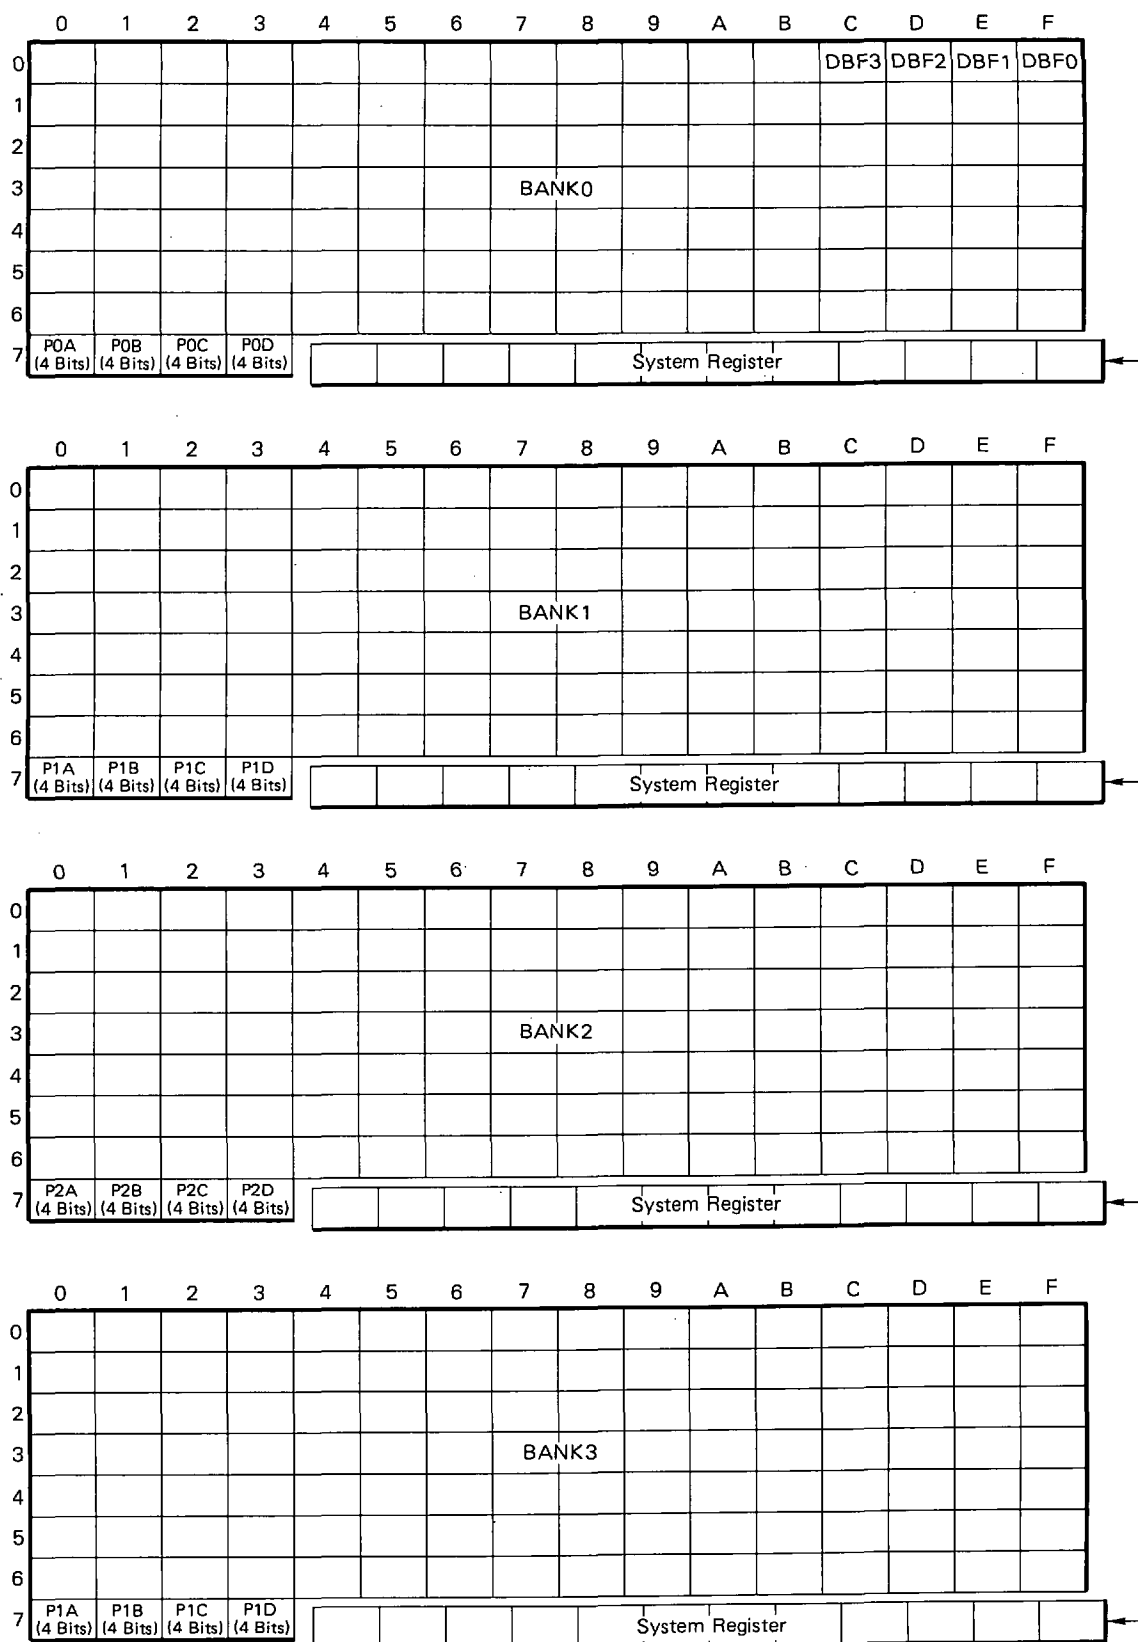 0 1 2 3 4 5 6 7 8 9 A B C D E F
0 DBF3 DBF2 DBF1 DBF0
1
2
3 BANK0
4
5
6
7 P0A (4 Bits) P0B (4 Bits) P0C (4 Bits) P0D (4 Bits) System Register
0 1 2 3 4 5 6 7 8 9 A B C D E F
0
1
2
3 BANK1
4
5
6
7 P1A (4 Bits) P1B (4 Bits) P1C (4 Bits) P1D (4 Bits) System Register
0 1 2 3 4 5 6 7 8 9 A B C D E F
0
1
2
3 BANK2
4
5
6
7 P2A (4 Bits) P2B (4 Bits) P2C (4 Bits) P2D (4 Bits) System Register
0 1 2 3 4 5 6 7 8 9 A B C D E F
0
1
2
3 BANK3
4
5
6
7 P1A (4 Bits) P1B (4 Bits) P1C (4 Bits) P1D (4 Bits) System Register